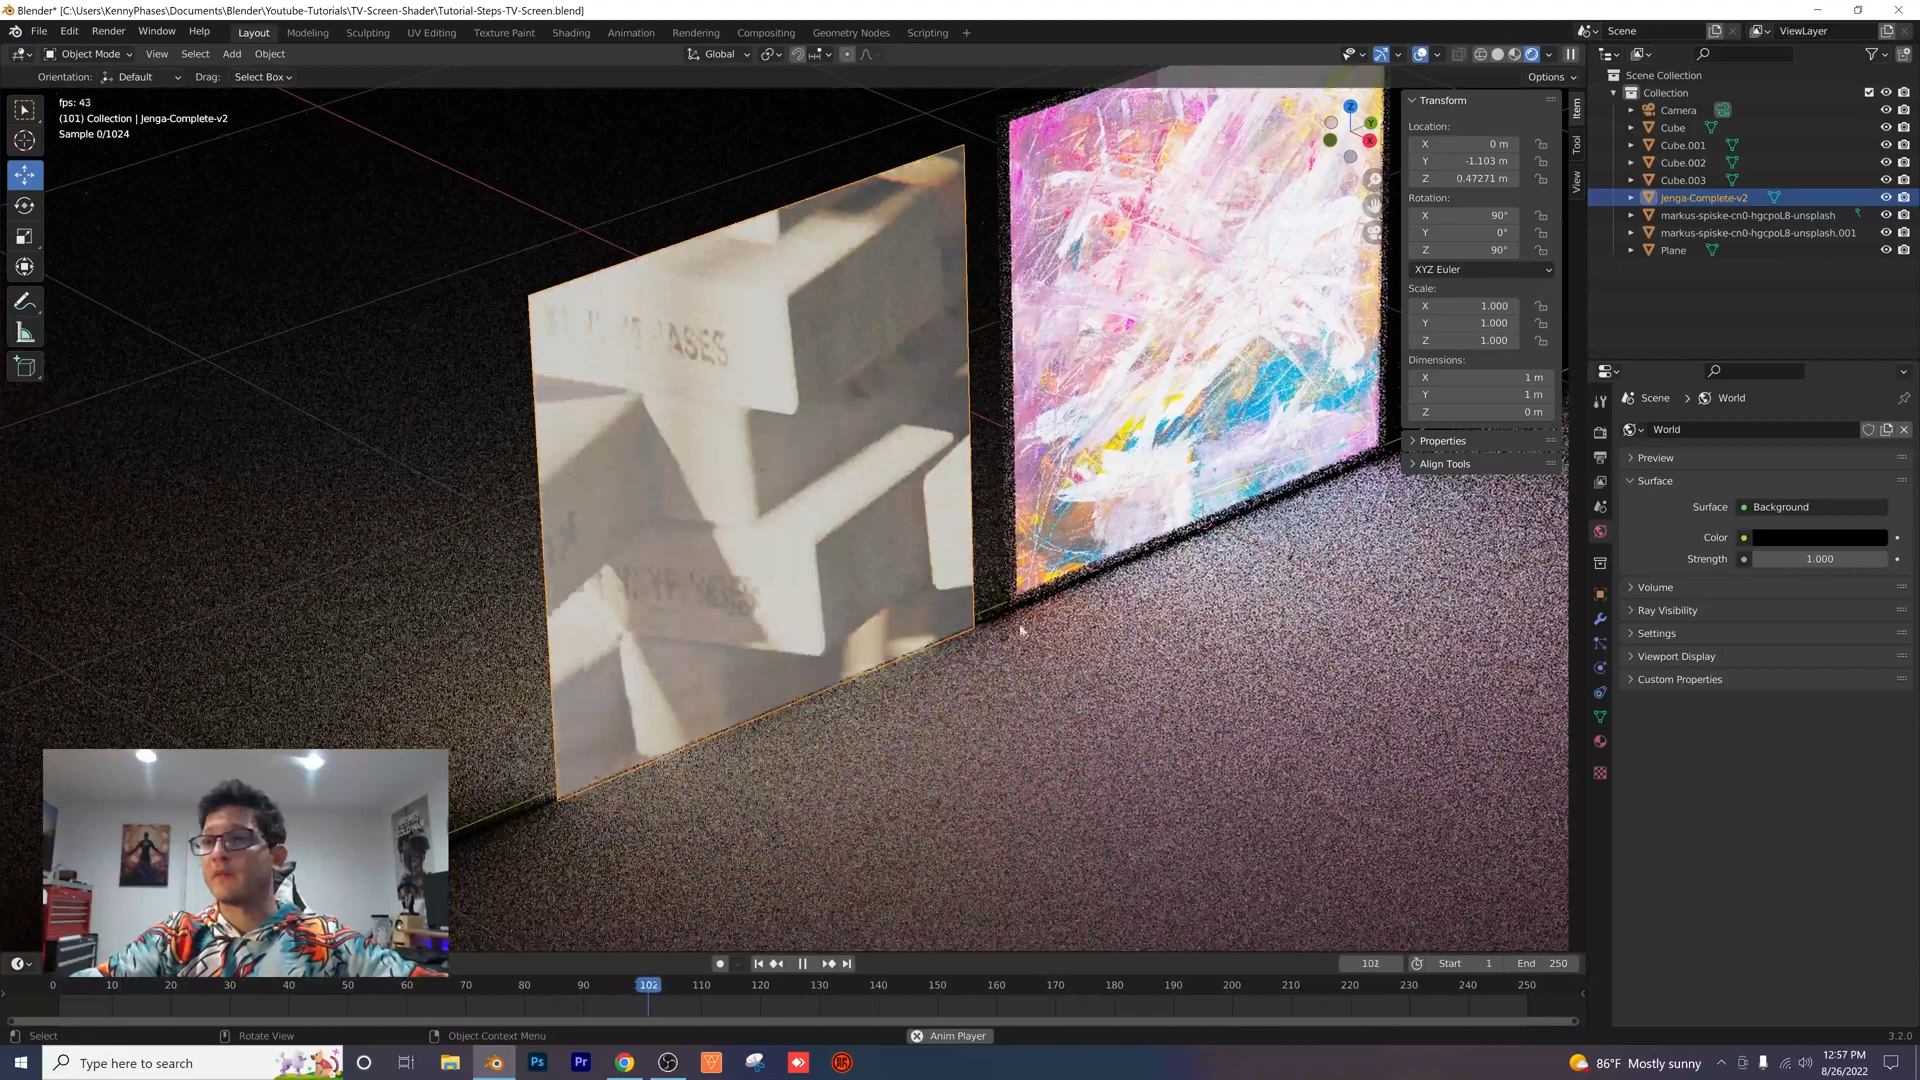 Blender* [C:\Users\KennyPhases\Documents\Blender\Youtube-Tutorials\TV-Screen-Shader\Tutorial-Steps-TV-Screen.blend]
File Edit Render Window Help Layout Modeling Sculpting UV Editing Texture Paint Shading Animation Rendering Compositing Geometry Nodes Scripting + Scene ViewLayer
Object Mode View Select Add Object Global
Orientation: Default Drag: Select Box Options
Scene Collection
Collection
Camera
Cube
Cube.001
Cube.002
Cube.003
Jenga-Complete-v2
markus-spiske-cn0-hgcpoL8-unsplash
markus-spiske-cn0-hgcpoL8-unsplash.001
Plane
fps: 43
(101) Collection | Jenga-Complete-v2
Sample 0/1024
Z
Y
X
Transform
Location:
X 0 m
Y -1.103 m
Z 0.47271 m
Rotation:
X 90°
Y 0°
Z 90°
XYZ Euler
Scale:
X 1.000
Y 1.000
Z 1.000
Dimensions:
X 1 m
Y 1 m
Z 0 m
Properties
Align Tools
Item
Tool
View
Scene > World
World
Preview
Surface
Surface Background
Color
Strength 1.000
Volume
Ray Visibility
Settings
Viewport Display
Custom Properties
102 Start 1 End 250
0 10 20 30 40 50 60 70 80 90 102 110 120 130 140 150 160 170 180 190 200 210 220 230 240 250
Select Rotate View Object Context Menu Anim Player 3.2.0
Type here to search Ps Pr 86°F Mostly sunny 12:57 PM
8/26/2022